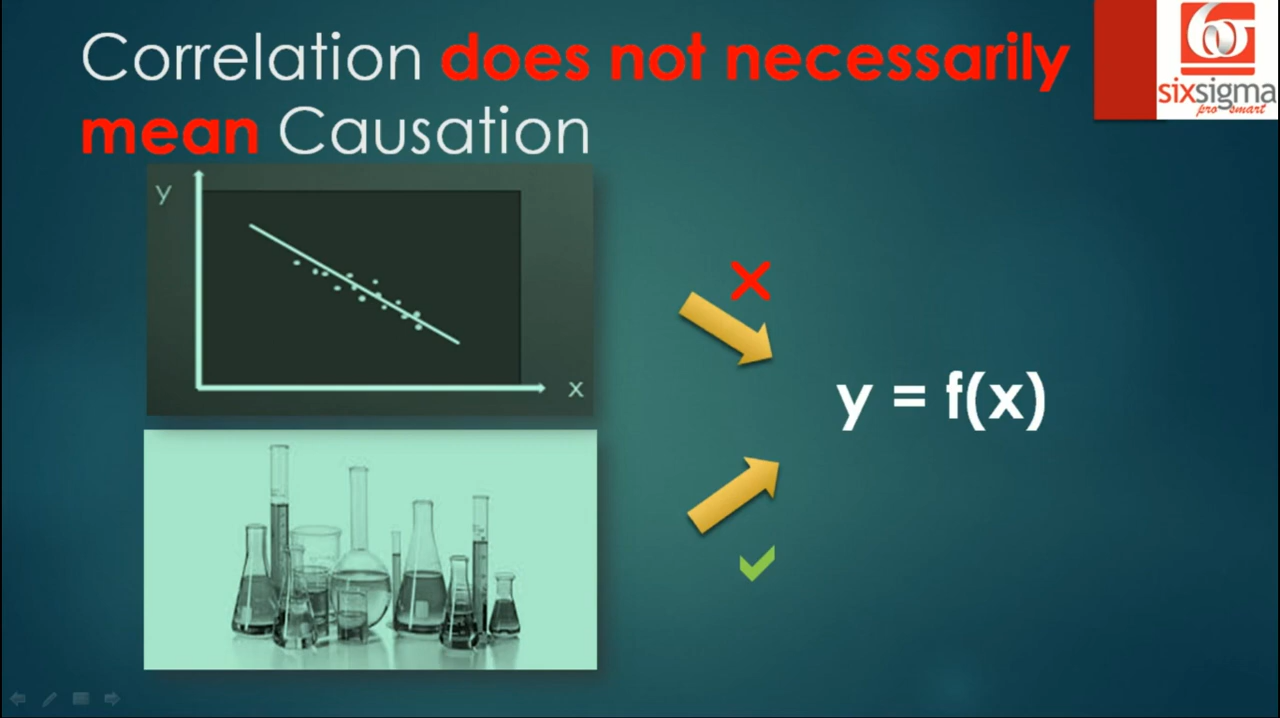 Correlation does not necessarily
mean Causation
sixsigma
pro smart
y
x
y = f(x)